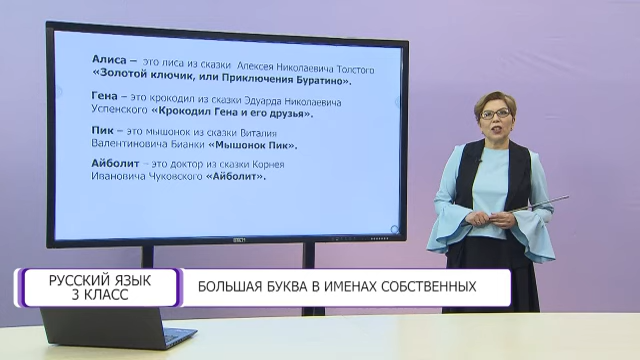 Алиса – это лиса из сказки Алексея Николаевича Толстого
«Золотой ключик, или Приключения Буратино».
Гена – это крокодил из сказки Эдуарда Николаевича
Успенского «Крокодил Гена и его друзья».
Пик – это мышонок из сказки Виталия
Валентиновича Бианки «Мышонок Пик».
Айболит – это доктор из сказки Корнея
Ивановича Чуковского «Айболит».
РУССКИЙ ЯЗЫК
3 КЛАСС
БОЛЬШАЯ БУКВА В ИМЕНАХ СОБСТВЕННЫХ